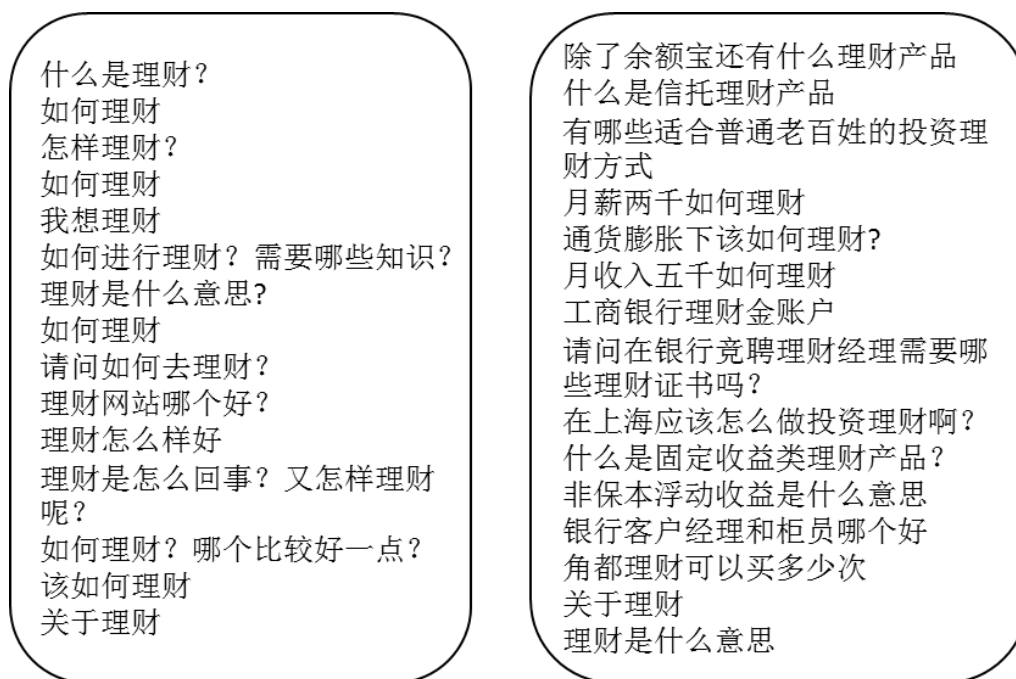 什么是理财？
如何理财
怎样理财？
如何理财
我想理财
如何进行理财？需要哪些知识？
理财是什么意思?
如何理财
请问如何去理财？
理财网站哪个好？
理财怎么样好
理财是怎么回事？又怎样理财
呢？
如何理财？哪个比较好一点？
该如何理财
关于理财
除了余额宝还有什么理财产品
什么是信托理财产品
有哪些适合普通老百姓的投资理
财方式
月薪两千如何理财
通货膨胀下该如何理财?
月收入五千如何理财
工商银行理财金账户
请问在银行竞聘理财经理需要哪
些理财证书吗？
在上海应该怎么做投资理财啊？
什么是固定收益类理财产品？
非保本浮动收益是什么意思
银行客户经理和柜员哪个好
角都理财可以买多少次
关于理财
理财是什么意思